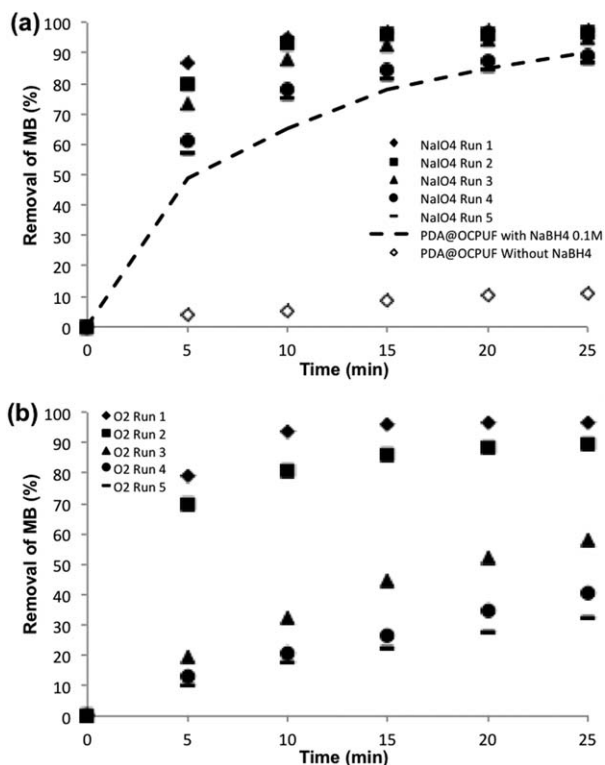 (a)
100
90
80
70
60
50
40
30
20
10
0
Removal of MB (%)
NaIO4 Run 1
NaIO4 Run 2
NaIO4 Run 3
NaIO4 Run 4
NaIO4 Run 5
PDA@OCPUF with NaBH4 0.1M
PDA@OCPUF Without NaBH4
0 5 10 15 20 25
Time (min)
(b)
100
90
80
70
60
50
40
30
20
10
0
Removal of MB (%)
O2 Run 1
O2 Run 2
O2 Run 3
O2 Run 4
O2 Run 5
0 5 10 15 20 25
Time (min)